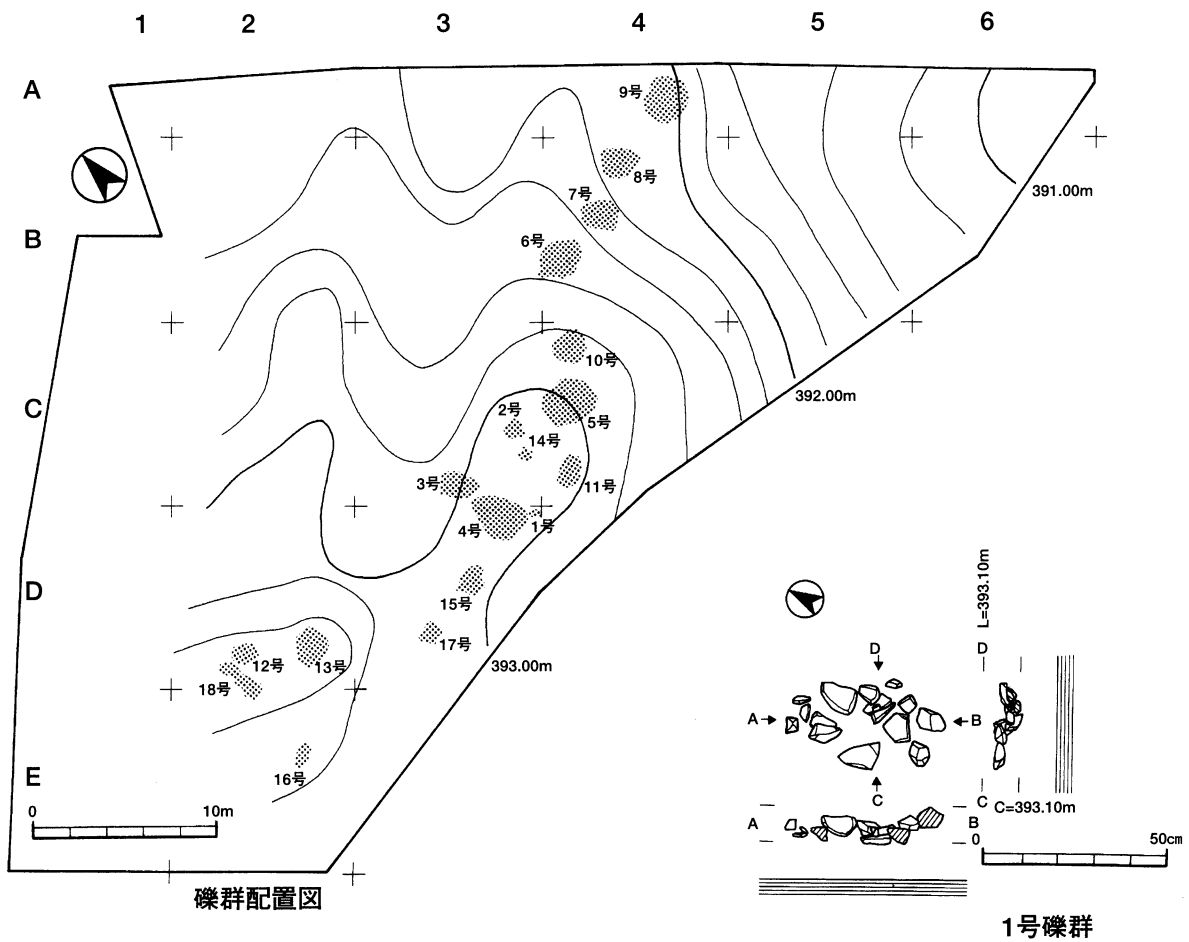 1 2 3 4 5 6
A
9号
8号
391.00m
7号
B
6号
10号
392.00m
C
5号
2号
14号
3号
11号
4号
1号
D
15号
17号
393.00m
12号
13号
18号
16号
E
0 10m
礫群配置図
L=393.10m
D
D
A
B
C
C
C=393.10m
A
B
0 50cm
1号礫群